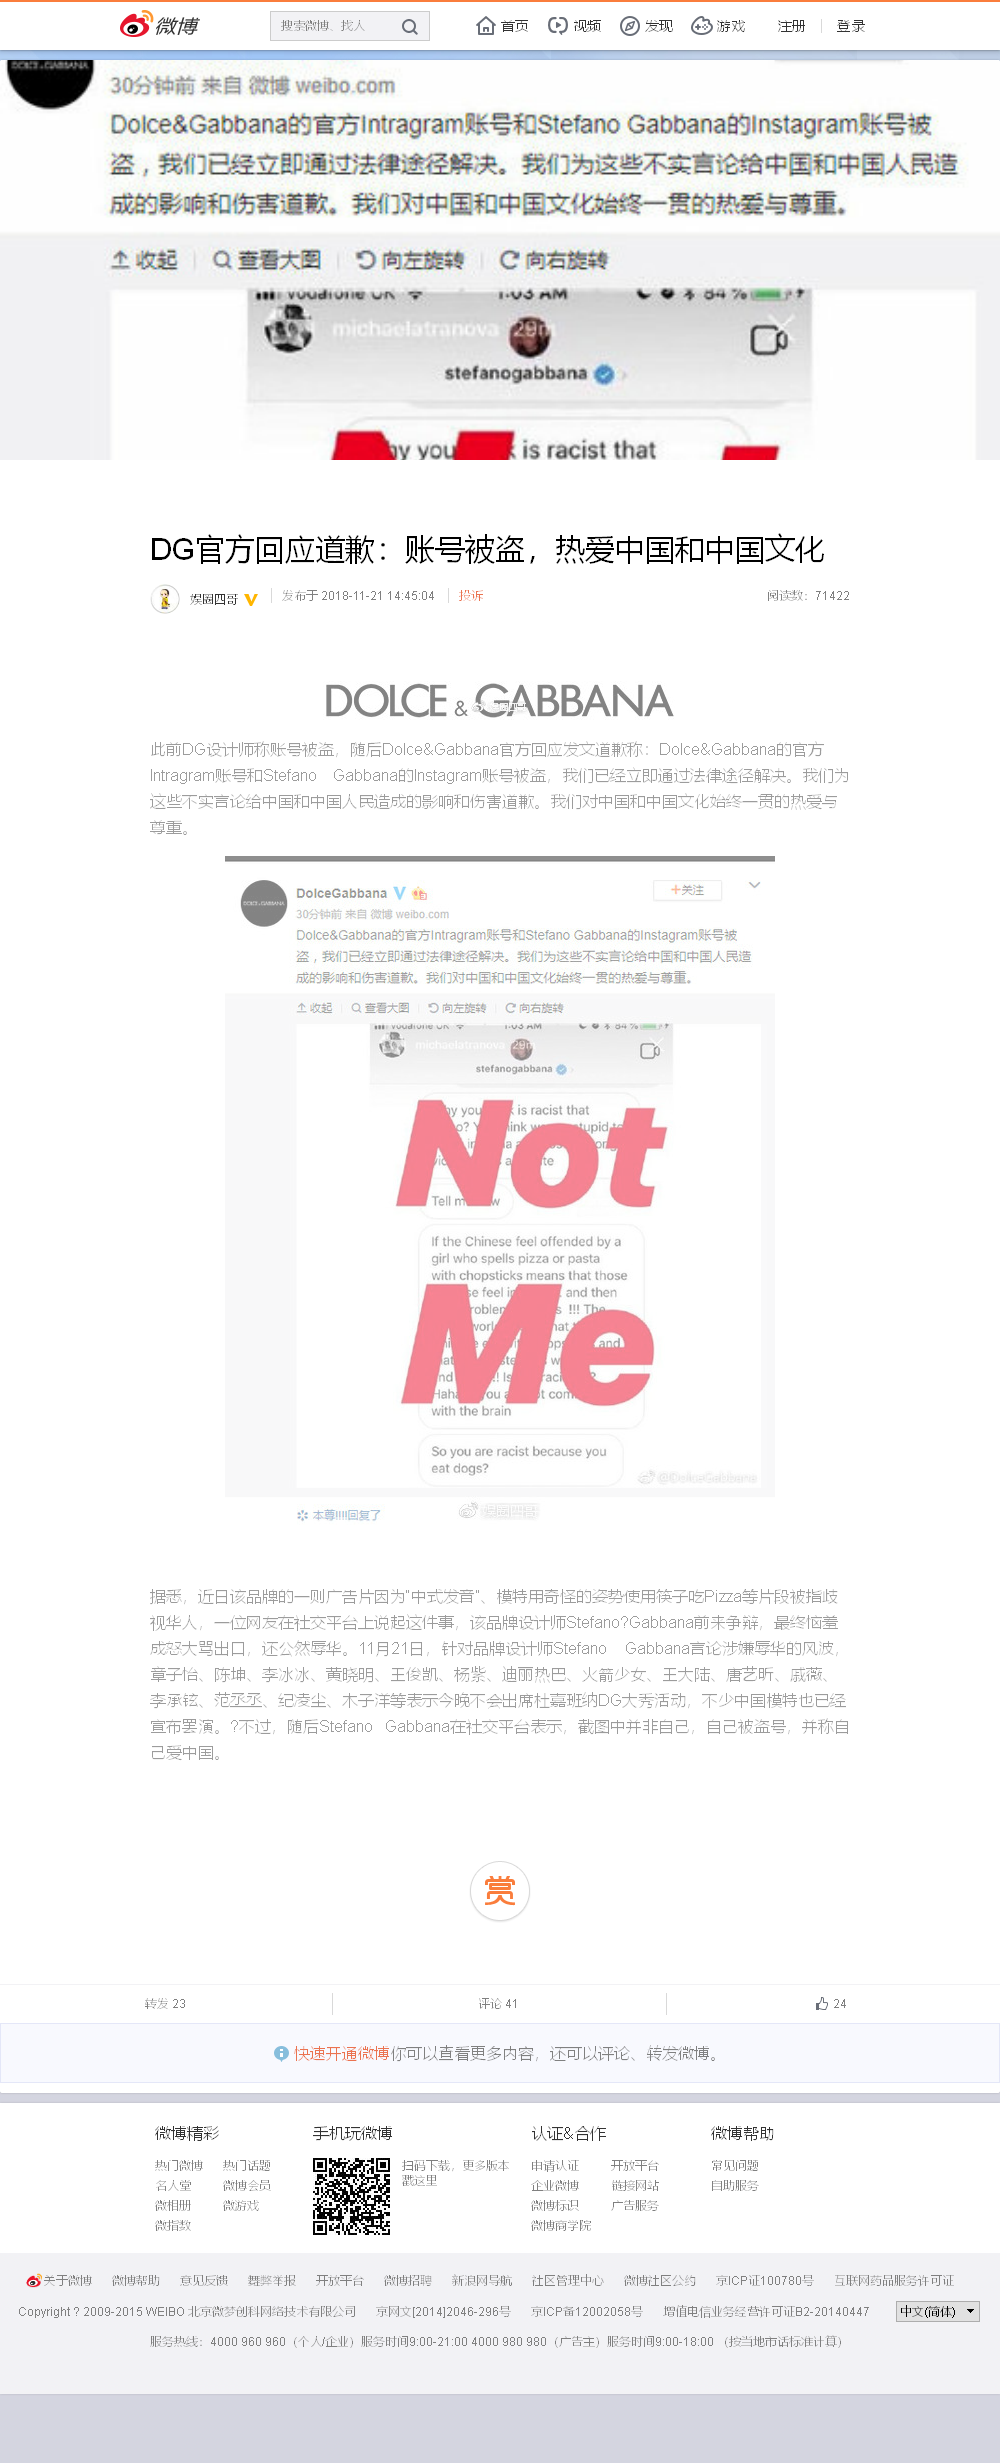 微博
搜索微博、找人
首页
视频
发现
游戏
注册
登录
DOLCE & GABBANA
30分钟前 来自 微博 weibo.com
Dolce&Gabbana的官方Intragram账号和Stefano Gabbana的Instagram账号被
盗，我们已经立即通过法律途径解决。我们为这些不实言论给中国和中国人民造
成的影响和伤害道歉。我们对中国和中国文化始终一贯的热爱与尊重。
收起
查看大图
向左旋转
向右旋转
vodafone UK
1:03 AM
84 %
michaelatranova 29m
stefanogabbana
is racist that
DG官方回应道歉：账号被盗，热爱中国和中国文化
娱圈四哥
发布于 2018-11-21 14:45:04
投诉
阅读数：71422
DOLCE & GABBANA
此前DG设计师称账号被盗，随后Dolce&Gabbana官方回应发文道歉称：Dolce&Gabbana的官方
Intragram账号和Stefano Gabbana的Instagram账号被盗，我们已经立即通过法律途径解决。我们为
这些不实言论给中国和中国人民造成的影响和伤害道歉。我们对中国和中国文化始终一贯的热爱与
尊重。
DOLCE & GABBANA
DolceGabbana
+关注
30分钟前 来自 微博 weibo.com
Dolce&Gabbana的官方Intragram账号和Stefano Gabbana的Instagram账号被
盗，我们已经立即通过法律途径解决。我们为这些不实言论给中国和中国人民造
成的影响和伤害道歉。我们对中国和中国文化始终一贯的热爱与尊重。
收起
查看大图
向左旋转
向右旋转
vodafone UK
1:03 AM
84 %
michaelatranova 29m
stefanogabbana
is racist that
Not
Tell me
If the Chinese feel offended by a
girl who spells pizza or pasta
with chopsticks means that those
feel in and then
!!! The
Me
with the brain
So you are racist because you
eat dogs?
@DolceGabbana
本尊!!!!回复了
娱圈四哥
据悉，近日该品牌的一则广告片因为“中式发音”、模特用奇怪的姿势使用筷子吃Pizza等片段被指歧
视华人，一位网友在社交平台上说起这件事，该品牌设计师Stefano?Gabbana前来争辩，最终恼羞
成怒大骂出口，还公然辱华。11月21日，针对品牌设计师Stefano Gabbana言论涉嫌辱华的风波，
章子怡、陈坤、李冰冰、黄晓明、王俊凯、杨紫、迪丽热巴、火箭少女、王大陆、唐艺昕、戚薇、
李承铉、范丞丞、纪凌尘、木子洋等表示今晚不会出席杜嘉班纳DG大秀活动，不少中国模特也已经
宣布罢演。?不过，随后Stefano Gabbana在社交平台表示，截图中并非自己，自己被盗号，并称自
己爱中国。
赏
转发 23
评论 41
24
快速开通微博你可以查看更多内容，还可以评论、转发微博。
微博精彩
手机玩微博
认证&合作
微博帮助
热门微博
热门话题
扫码下载，更多版本
戳这里
申请认证
开放平台
常见问题
名人堂
微博会员
企业微博
链接网站
自助服务
微相册
微游戏
微博标识
广告服务
微指数
微博商学院
关于微博
微博帮助
意见反馈
舞弊举报
开放平台
微博招聘
新浪网导航
社区管理中心
微博社区公约
京ICP证100780号
互联网药品服务许可证
Copyright ? 2009-2015 WEIBO 北京微梦创科网络技术有限公司
京网文[2014]2046-296号
京ICP备12002058号
增值电信业务经营许可证B2-20140447
中文(简体)
服务热线：4000 960 960（个人/企业）服务时间9:00-21:00 4000 980 980（广告主）服务时间9:00-18:00 （按当地市话标准计算）